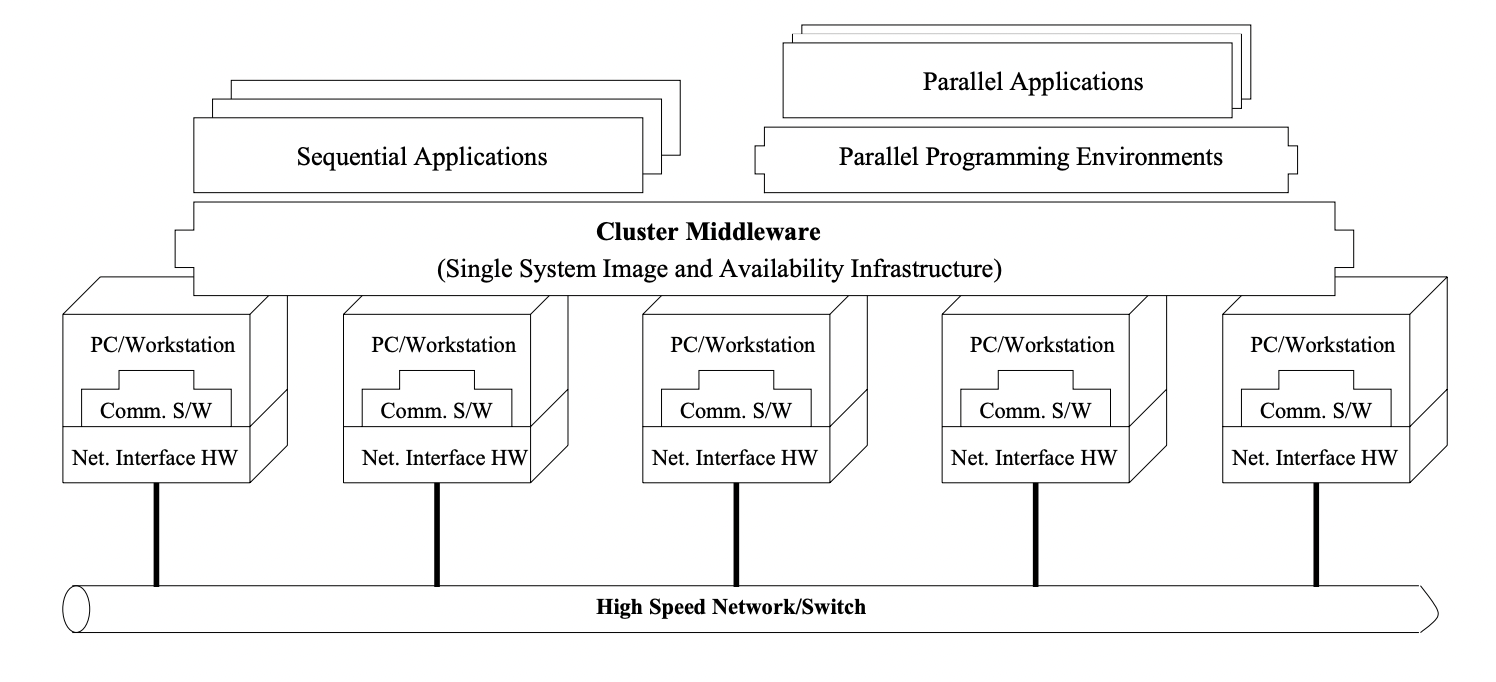 Parallel Applications
Sequential Applications
Parallel Programming Environments
Cluster Middleware
(Single System Image and Availability Infrastructure)
PC/Workstation
PC/Workstation
PC/Workstation
PC/Workstation
PC/Workstation
Comm. S/W
Comm. S/W
Comm. S/W
Comm. S/W
Comm. S/W
Net. Interface HW
Net. Interface HW
Net. Interface HW
Net. Interface HW
Net. Interface HW
High Speed Network/Switch